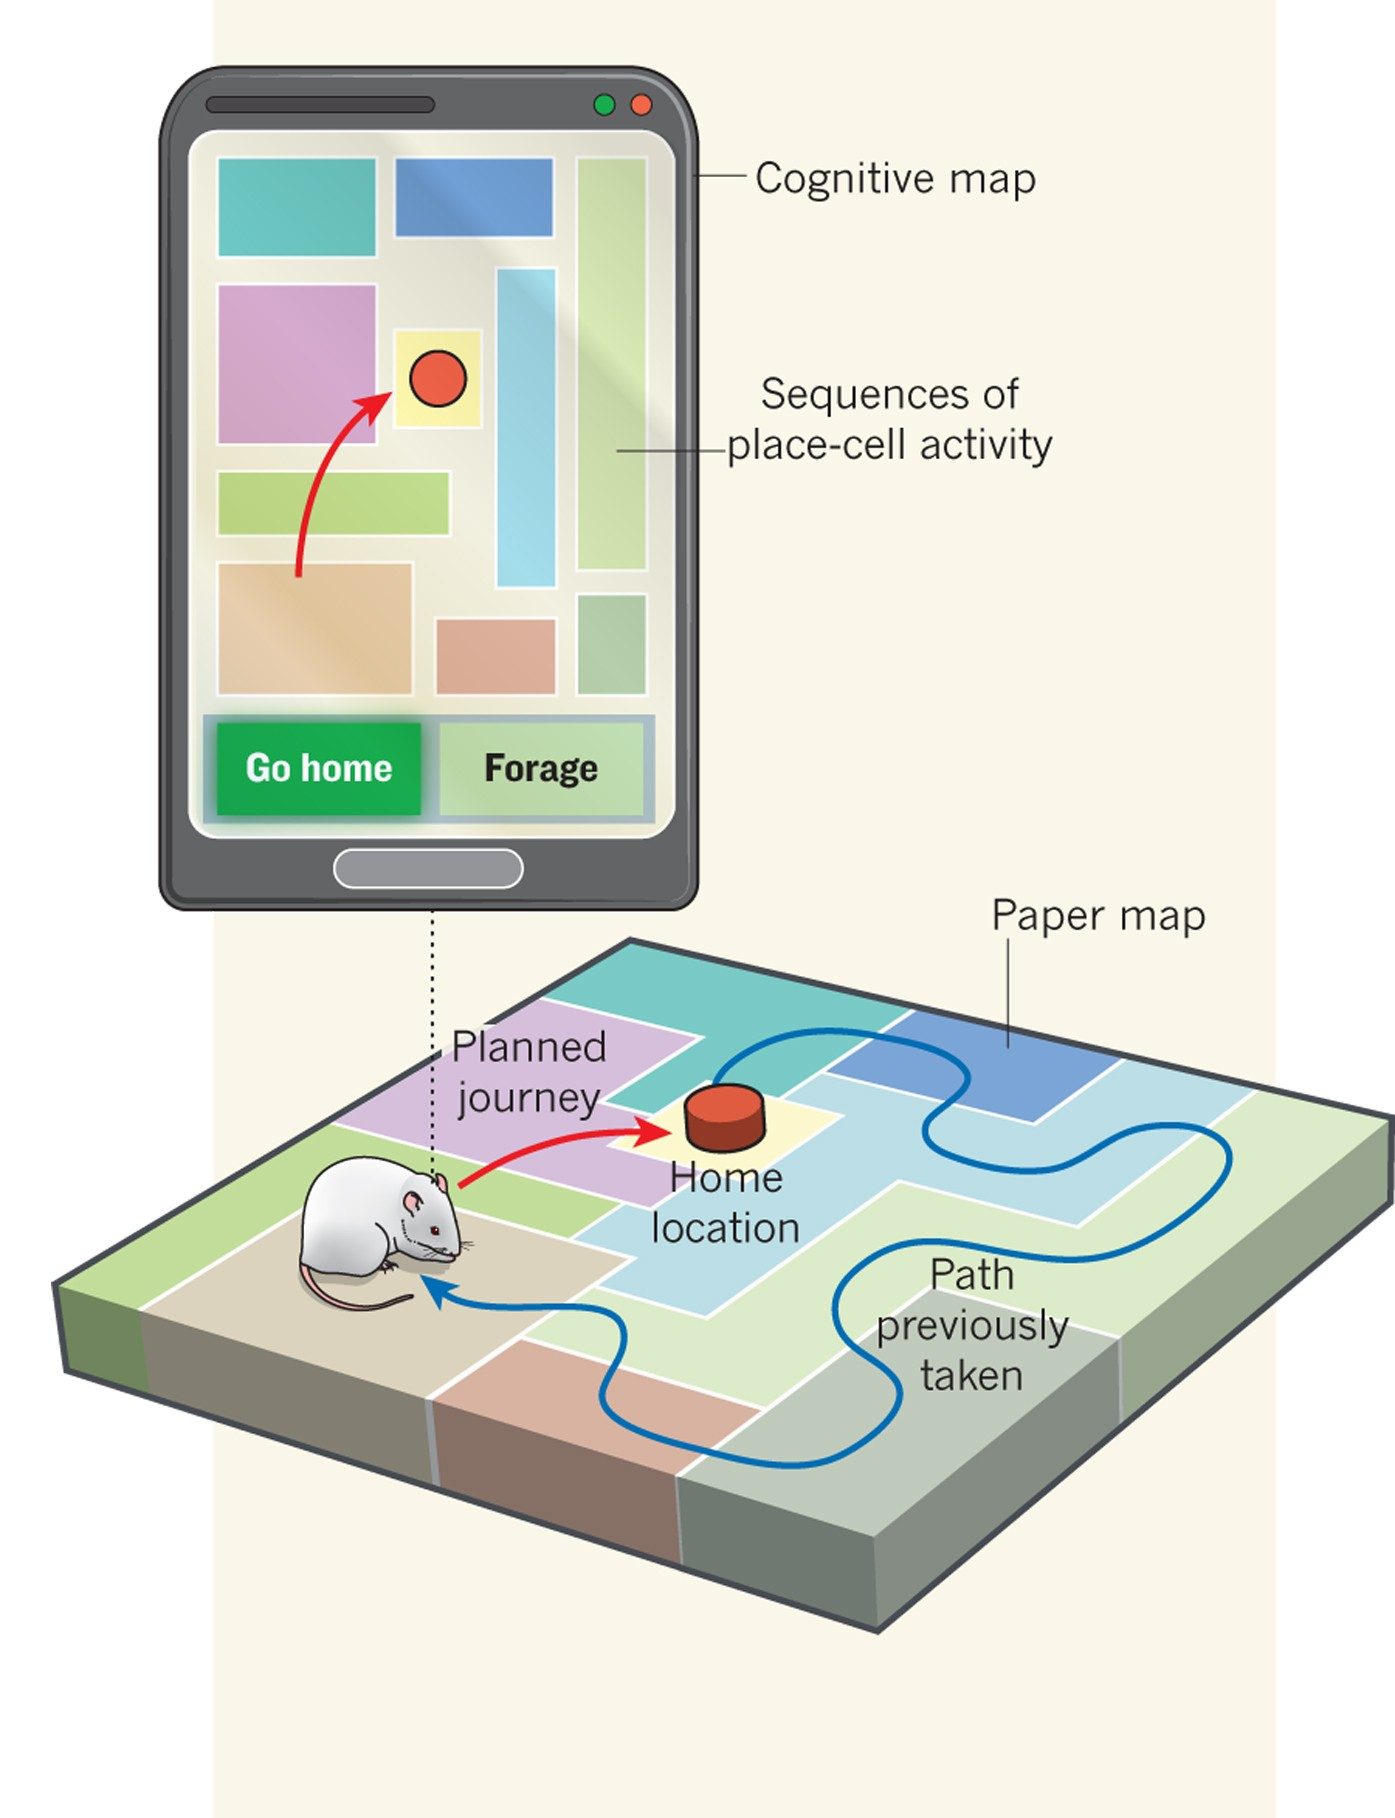 Cognitive map
Sequences of
place-cell activity
Go home
Forage
Paper map
Planned
journey
Home
location
Path
previously
taken